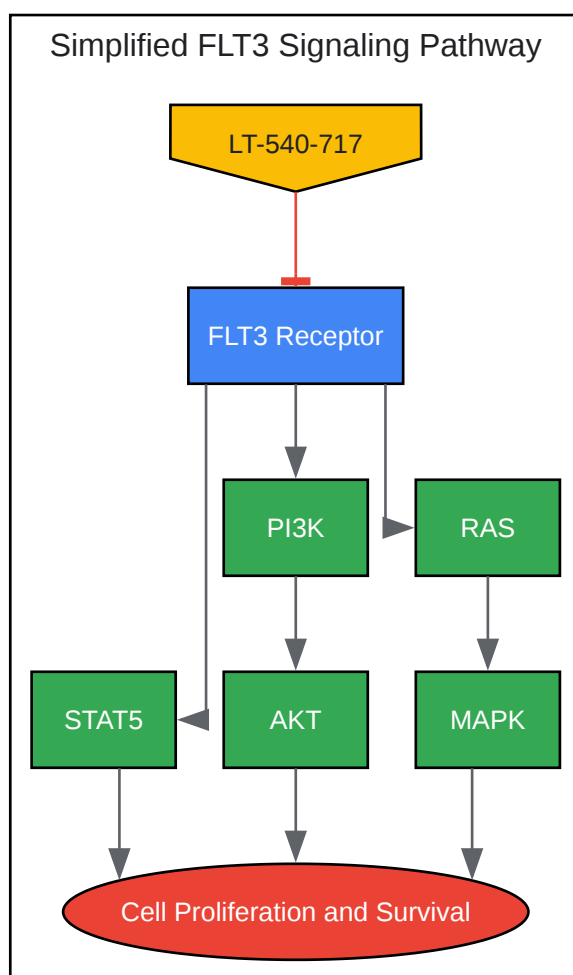 Simplified FLT3 Signaling Pathway
LT-540-717
FLT3 Receptor
PI3K
RAS
STAT5
AKT
MAPK
Cell Proliferation and Survival